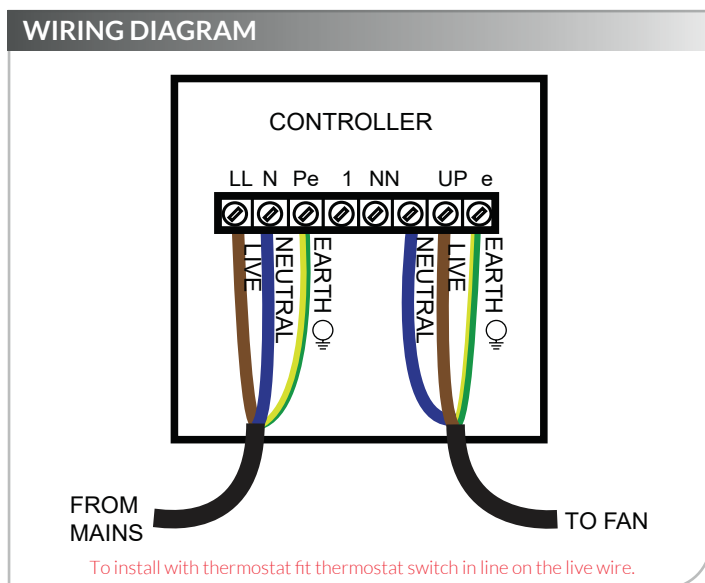 WIRING DIAGRAM
CONTROLLER
LL N Pe 1 NN UP e
LIVE
NEUTRAL
EARTH
NEUTRAL
LIVE
EARTH
FROM
MAINS
TO FAN
To install with thermostat fit thermostat switch in line on the live wire.